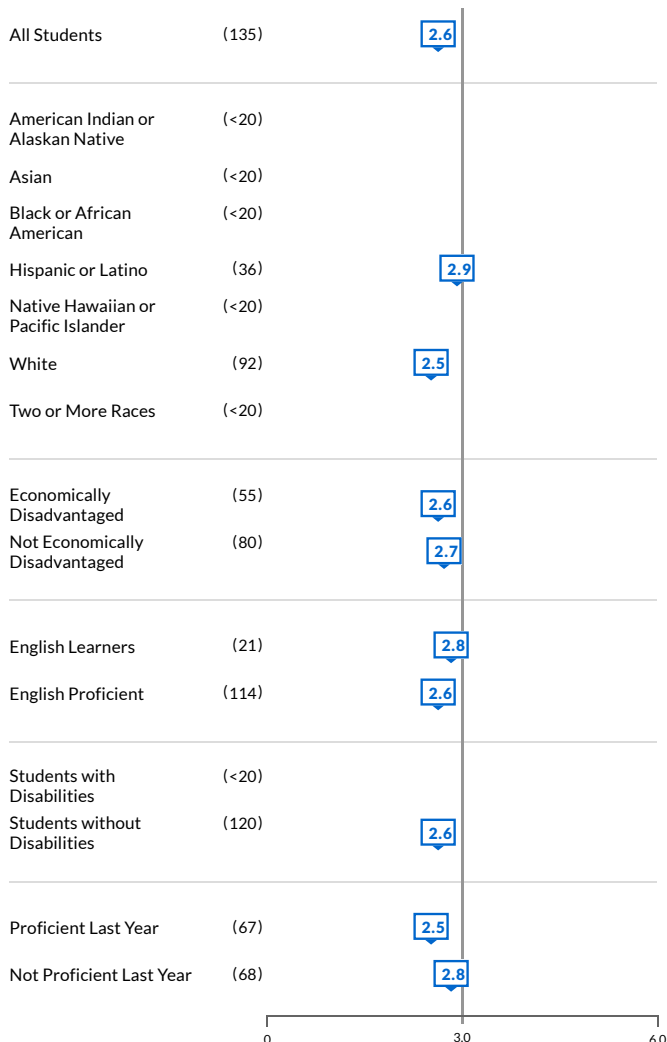 All Students (135) 2.6
American Indian or
Alaskan Native (<20)
Asian (<20)
Black or African
American (<20)
Hispanic or Latino (36) 2.9
Native Hawaiian or
Pacific Islander (<20)
White (92) 2.5
Two or More Races (<20)
Economically
Disadvantaged (55) 2.6
Not Economically
Disadvantaged (80) 2.7
English Learners (21) 2.8
English Proficient (114) 2.6
Students with
Disabilities (<20)
Students without
Disabilities (120) 2.6
Proficient Last Year (67) 2.5
Not Proficient Last Year (68) 2.8
0 3.0 6.0